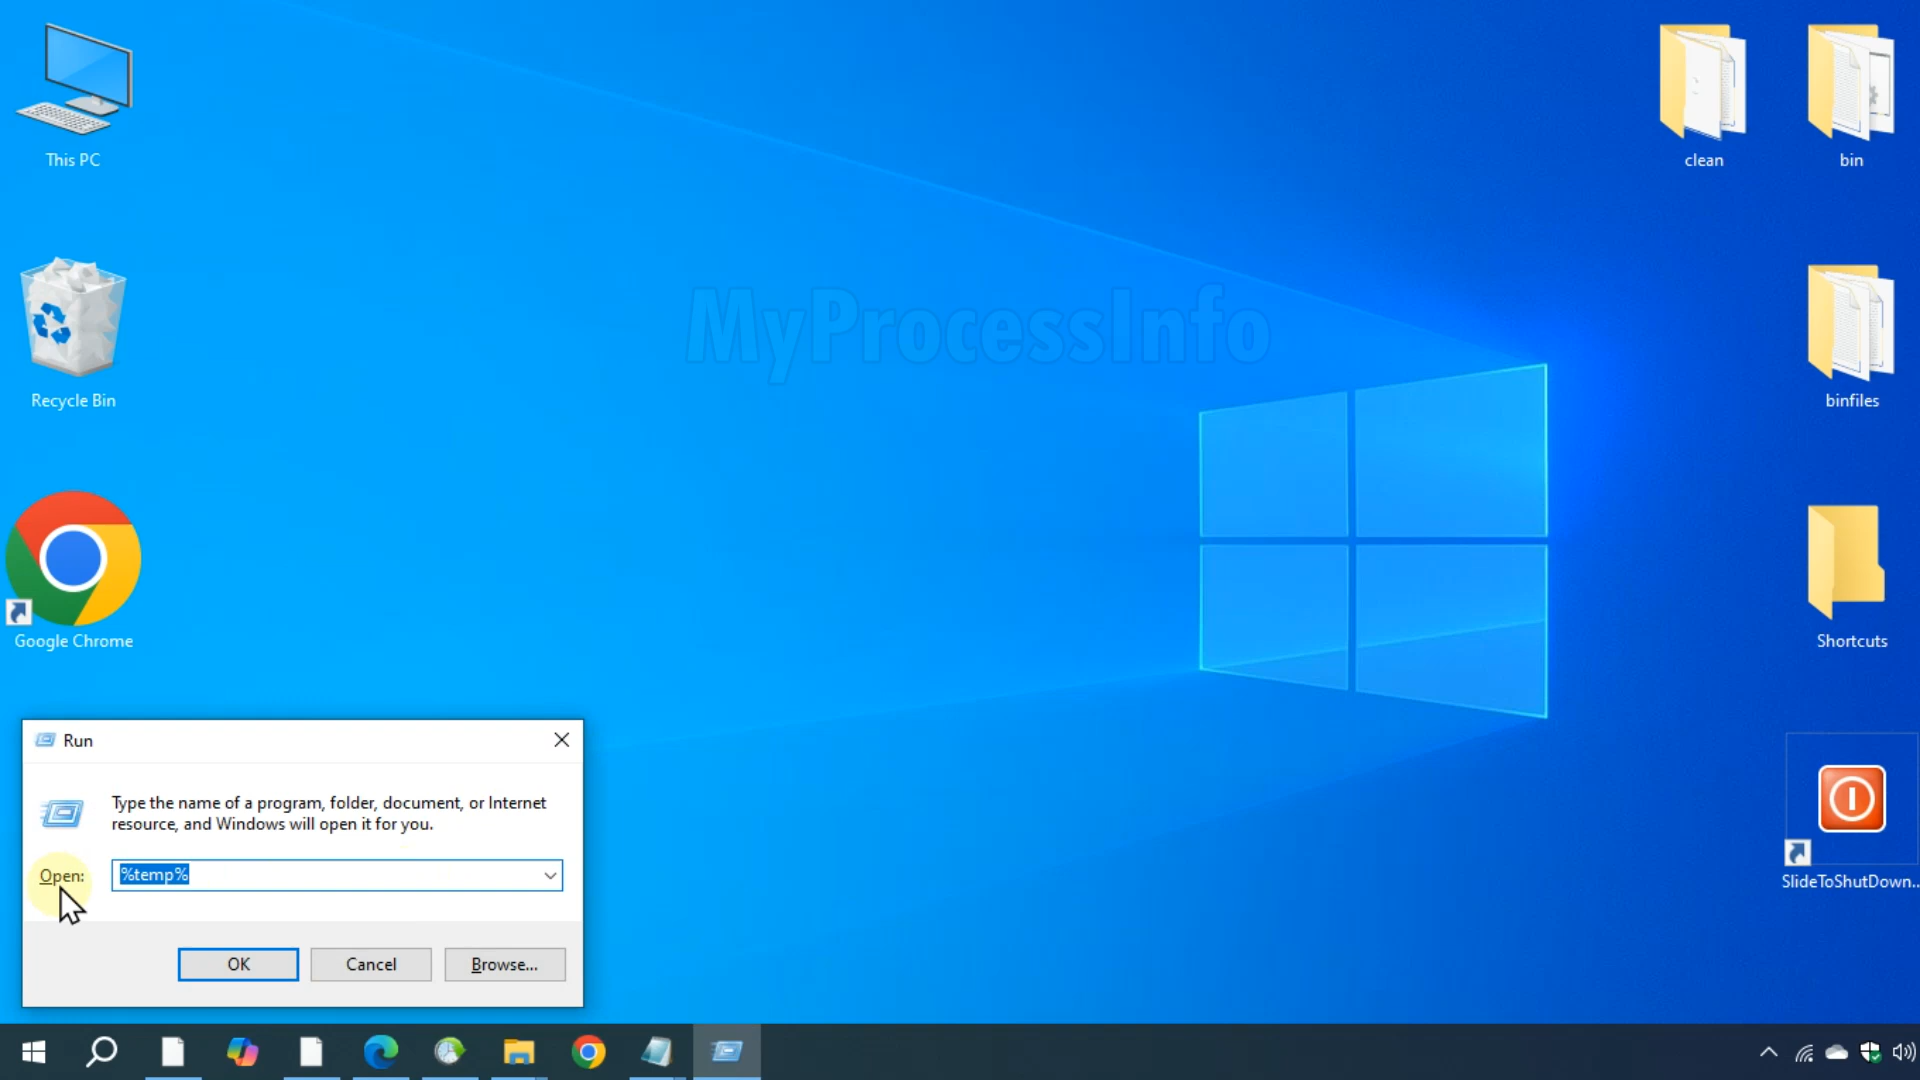 This PC
clean
bin
MyProcessInfo
Recycle Bin
binfiles
Google Chrome
Shortcuts
Run
Type the name of a program, folder, document, or Internet
resource, and Windows will open it for you.
Open:
%temp%
SlideToShutDown...
OK
Cancel
Browse...